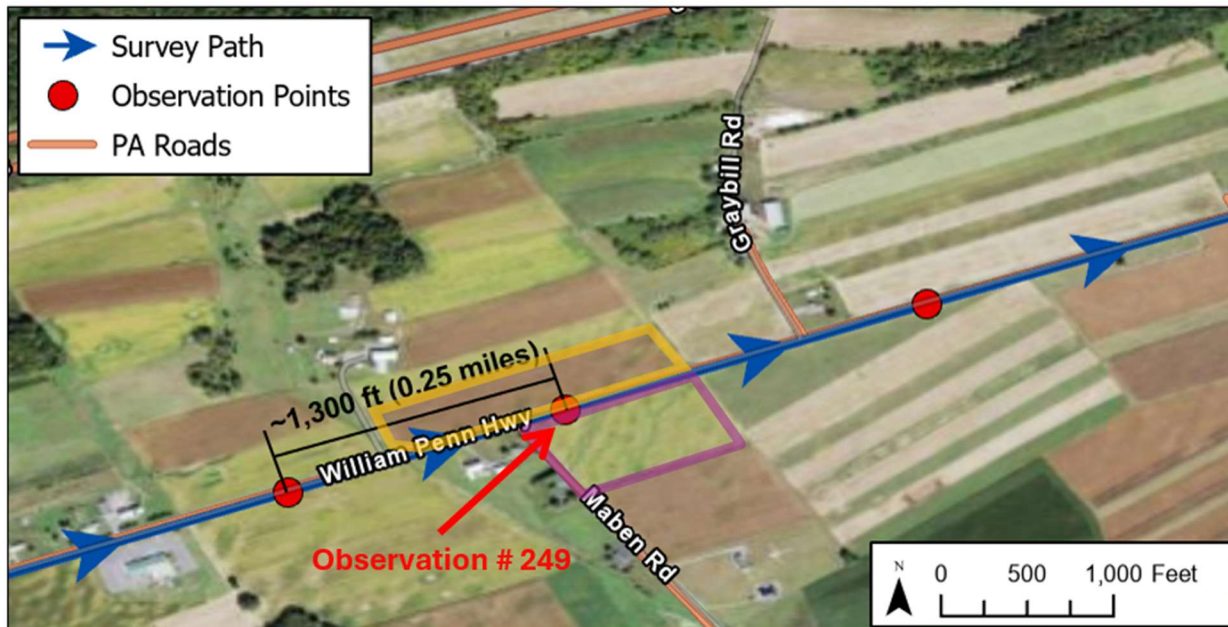 Survey Path
Observation Points
PA Roads
Graybill Rd
~1,300 ft (0.25 miles)
William Penn Hwy
Observation # 249
Maben Rd
N
0 500 1,000 Feet